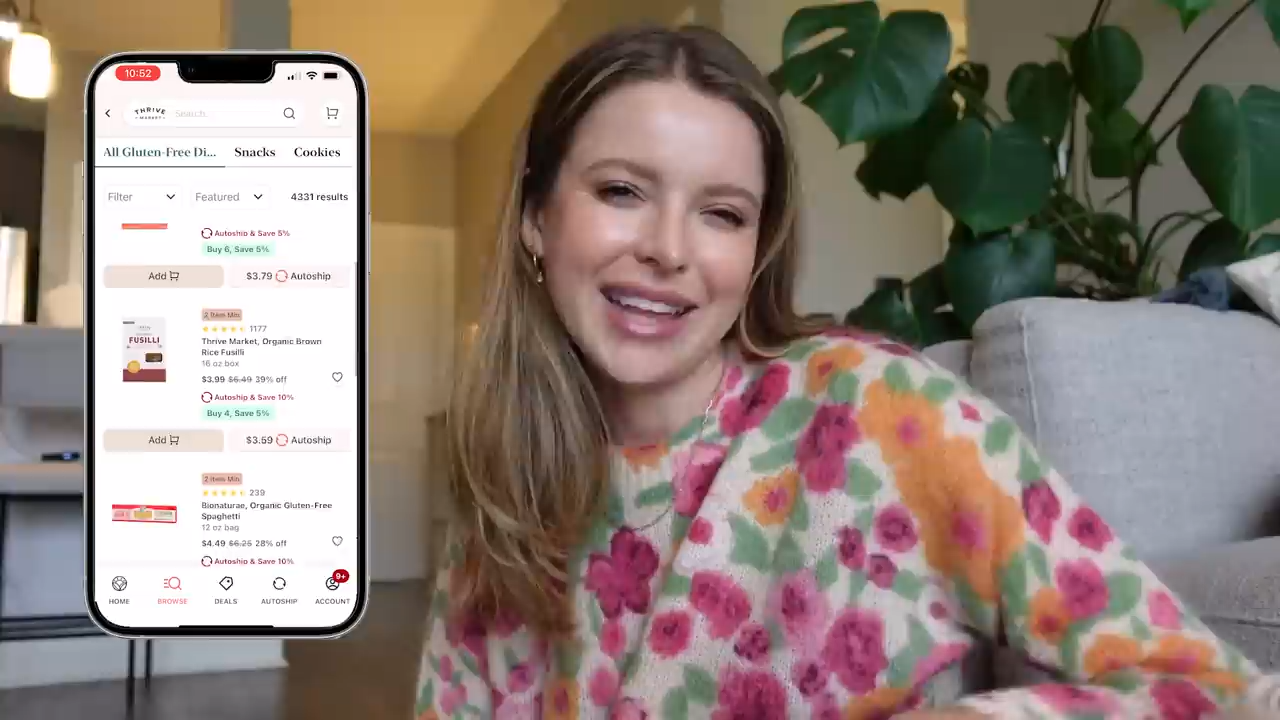 10:52
THRIVE
MARKET
Search
All Gluten-Free Di...
Snacks
Cookies
Filter
Featured
4331 results
Autoship & Save 5%
Buy 6, Save 5%
Add
$3.79 Autoship
2 Item Min
1177
Thrive Market, Organic Brown
Rice Fusilli
16 oz box
$3.99 $6.49 39% off
Autoship & Save 10%
Buy 4, Save 5%
FUSILLI
Add
$3.59 Autoship
2 Item Min
239
Bionaturae, Organic Gluten-Free
Spaghetti
12 oz bag
$4.49 $6.25 28% off
Autoship & Save 10%
9+
HOME
BROWSE
DEALS
AUTOSHIP
ACCOUNT